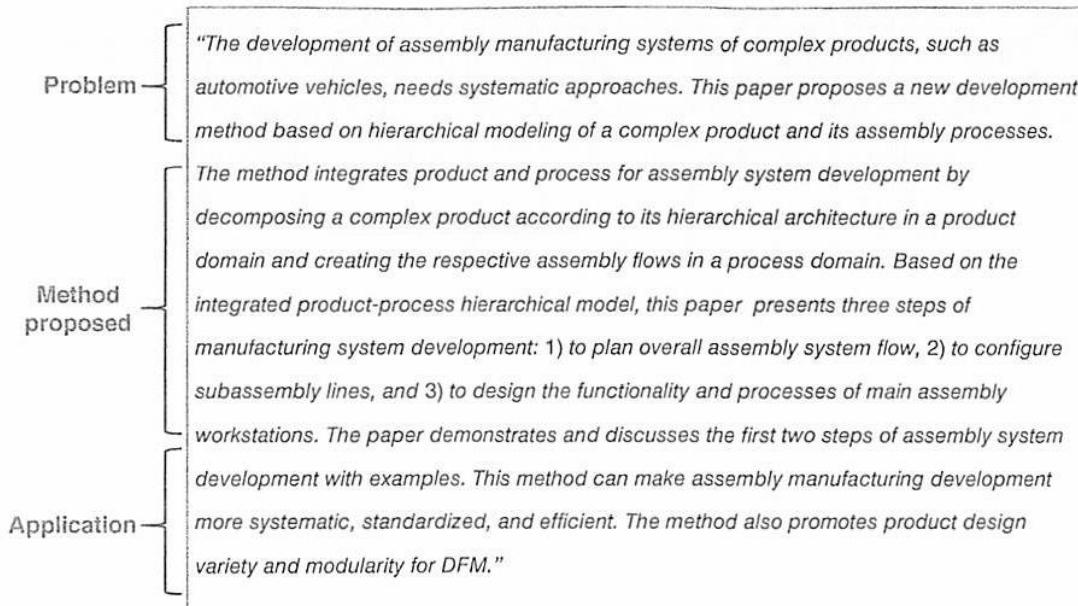 Problem
"The development of assembly manufacturing systems of complex products, such as
automotive vehicles, needs systematic approaches. This paper proposes a new development
method based on hierarchical modeling of a complex product and its assembly processes.
Method
proposed
The method integrates product and process for assembly system development by
decomposing a complex product according to its hierarchical architecture in a product
domain and creating the respective assembly flows in a process domain. Based on the
integrated product-process hierarchical model, this paper presents three steps of
manufacturing system development: 1) to plan overall assembly system flow, 2) to configure
subassembly lines, and 3) to design the functionality and processes of main assembly
workstations. The paper demonstrates and discusses the first two steps of assembly system
Application
development with examples. This method can make assembly manufacturing development
more systematic, standardized, and efficient. The method also promotes product design
variety and modularity for DFM."